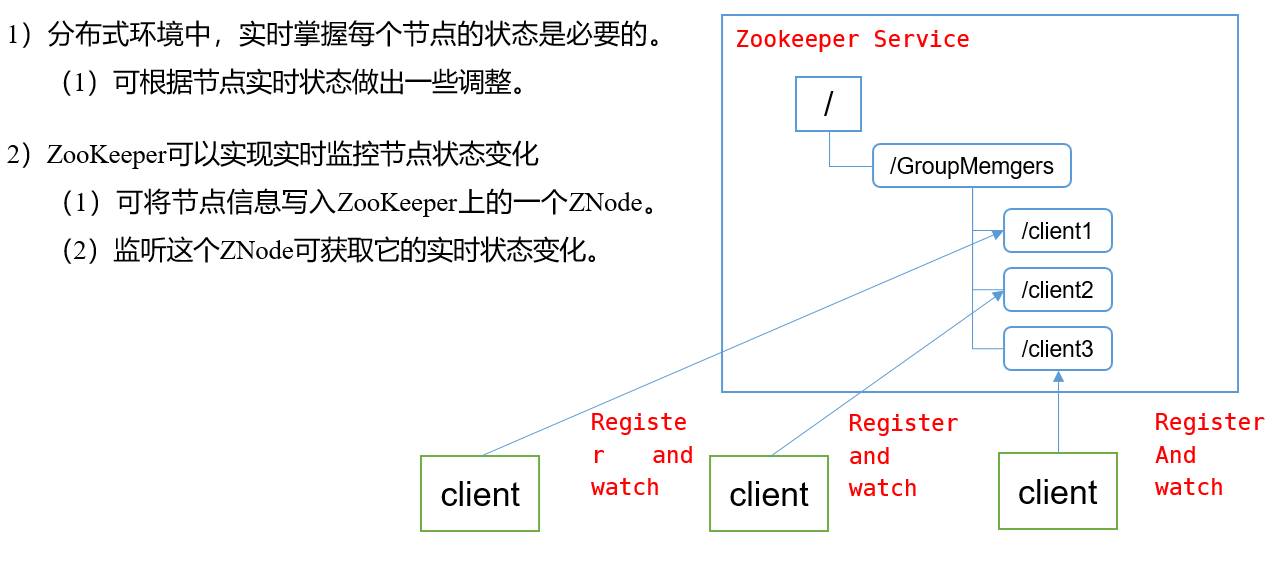 1）分布式环境中，实时掌握每个节点的状态是必要的。
（1）可根据节点实时状态做出一些调整。
2）ZooKeeper可以实现实时监控节点状态变化
（1）可将节点信息写入ZooKeeper上的一个ZNode。
（2）监听这个ZNode可获取它的实时状态变化。
Zookeeper Service
/
/GroupMemgers
/client1
/client2
/client3
Registe
r and
watch
Register
and
watch
Register
And
watch
client
client
client